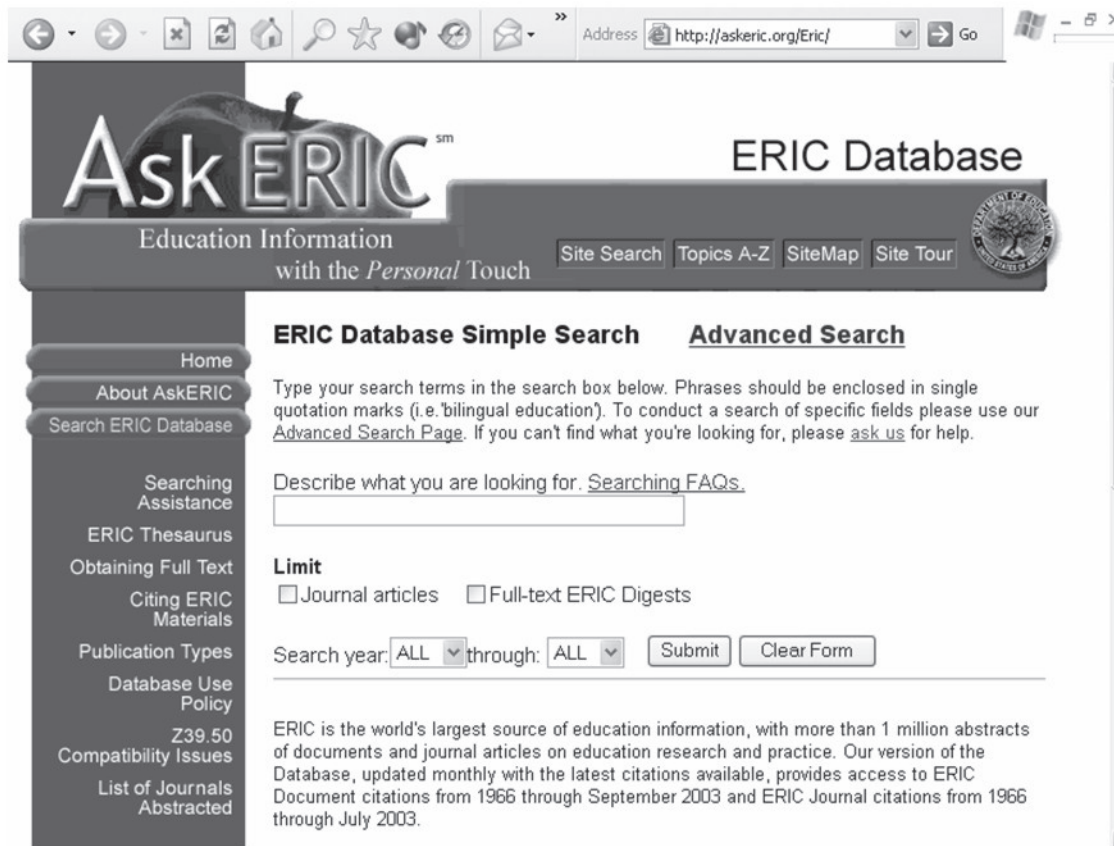 »
Address http://askeric.org/Eric/ Go
AskERIC sm
ERIC Database
Education Information
with the Personal Touch
Site Search Topics A-Z SiteMap Site Tour
DEPARTMENT OF EDUCATION
UNITED STATES OF AMERICA
Home
About AskERIC
Search ERIC Database
Searching
Assistance
ERIC Thesaurus
Obtaining Full Text
Citing ERIC
Materials
Publication Types
Database Use
Policy
Z39.50
Compatibility Issues
List of Journals
Abstracted
ERIC Database Simple Search Advanced Search
Type your search terms in the search box below. Phrases should be enclosed in single
quotation marks (i.e.'bilingual education'). To conduct a search of specific fields please use our
Advanced Search Page. If you can't find what you're looking for, please ask us for help.
Describe what you are looking for. Searching FAQs.
Limit
Journal articles Full-text ERIC Digests
Search year: ALL through: ALL Submit Clear Form
ERIC is the world's largest source of education information, with more than 1 million abstracts
of documents and journal articles on education research and practice. Our version of the
Database, updated monthly with the latest citations available, provides access to ERIC
Document citations from 1966 through September 2003 and ERIC Journal citations from 1966
through July 2003.